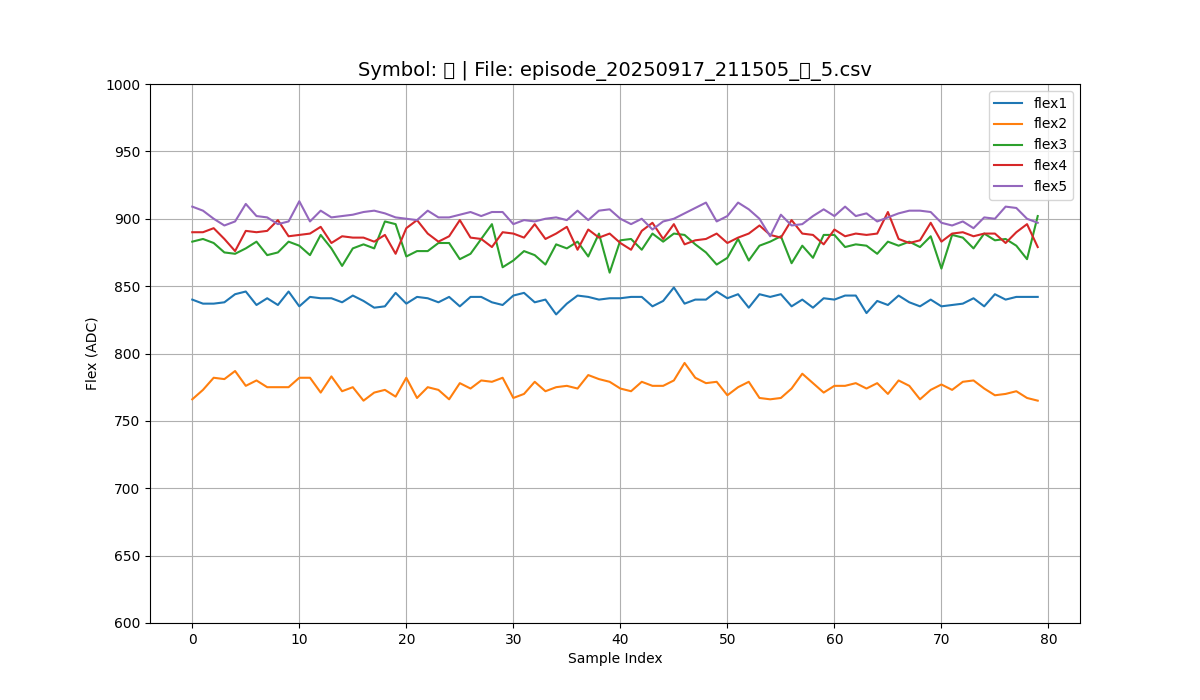 Symbol: | File: episode_20250917_211505_ _5.csv
1000
950
900
850
800
750
700
650
600
Flex (ADC)
0 10 20 30 40 50 60 70 80
Sample Index
flex1
flex2
flex3
flex4
flex5